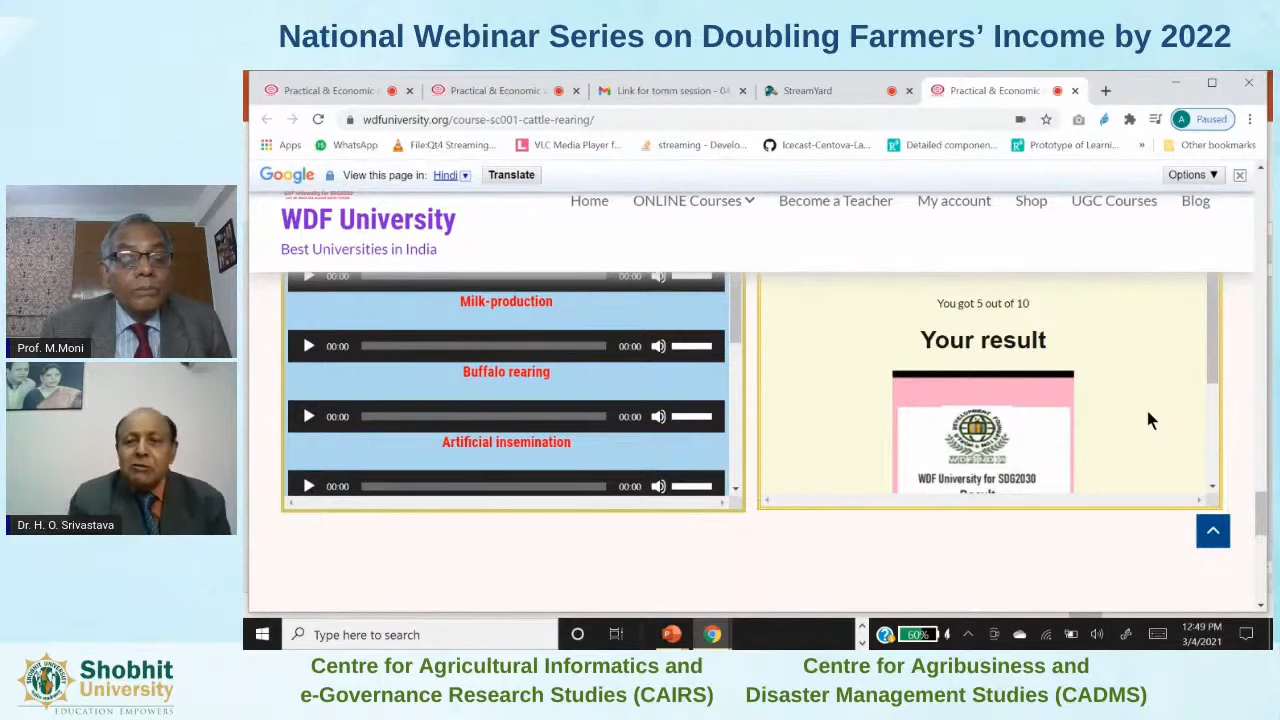 National Webinar Series on Doubling Farmers' Income by 2022
Practical & Economic
Practical & Economic
Link for tomm session - 04
StreamYard
Practical & Economic
wdfuniversity.org/course-sc001-cattle-rearing/
A Paused
Apps
WhatsApp
File:Qt4 Streaming...
VLC Media Player f...
streaming - Develo...
Icecast-Centova-La...
Detailed componen...
Prototype of Learni...
»
Other bookmarks
Google
View this page in: Hindi
Translate
Options ▼
WDF University
Best Universities in India
Home
ONLINE Courses
Become a Teacher
My account
Shop
UGC Courses
Blog
00:00 00:00
Milk-production
00:00 00:00
Buffalo rearing
00:00 00:00
Artificial insemination
00:00 00:00
You got 5 out of 10
Your result
WDF University for SDG2030
Prof. M.Moni
Dr. H. O. Srivastava
Type here to search
60%
12:49 PM
3/4/2021
Shobhit
University
EDUCATION EMPOWERS
Centre for Agricultural Informatics and
e-Governance Research Studies (CAIRS)
Centre for Agribusiness and
Disaster Management Studies (CADMS)